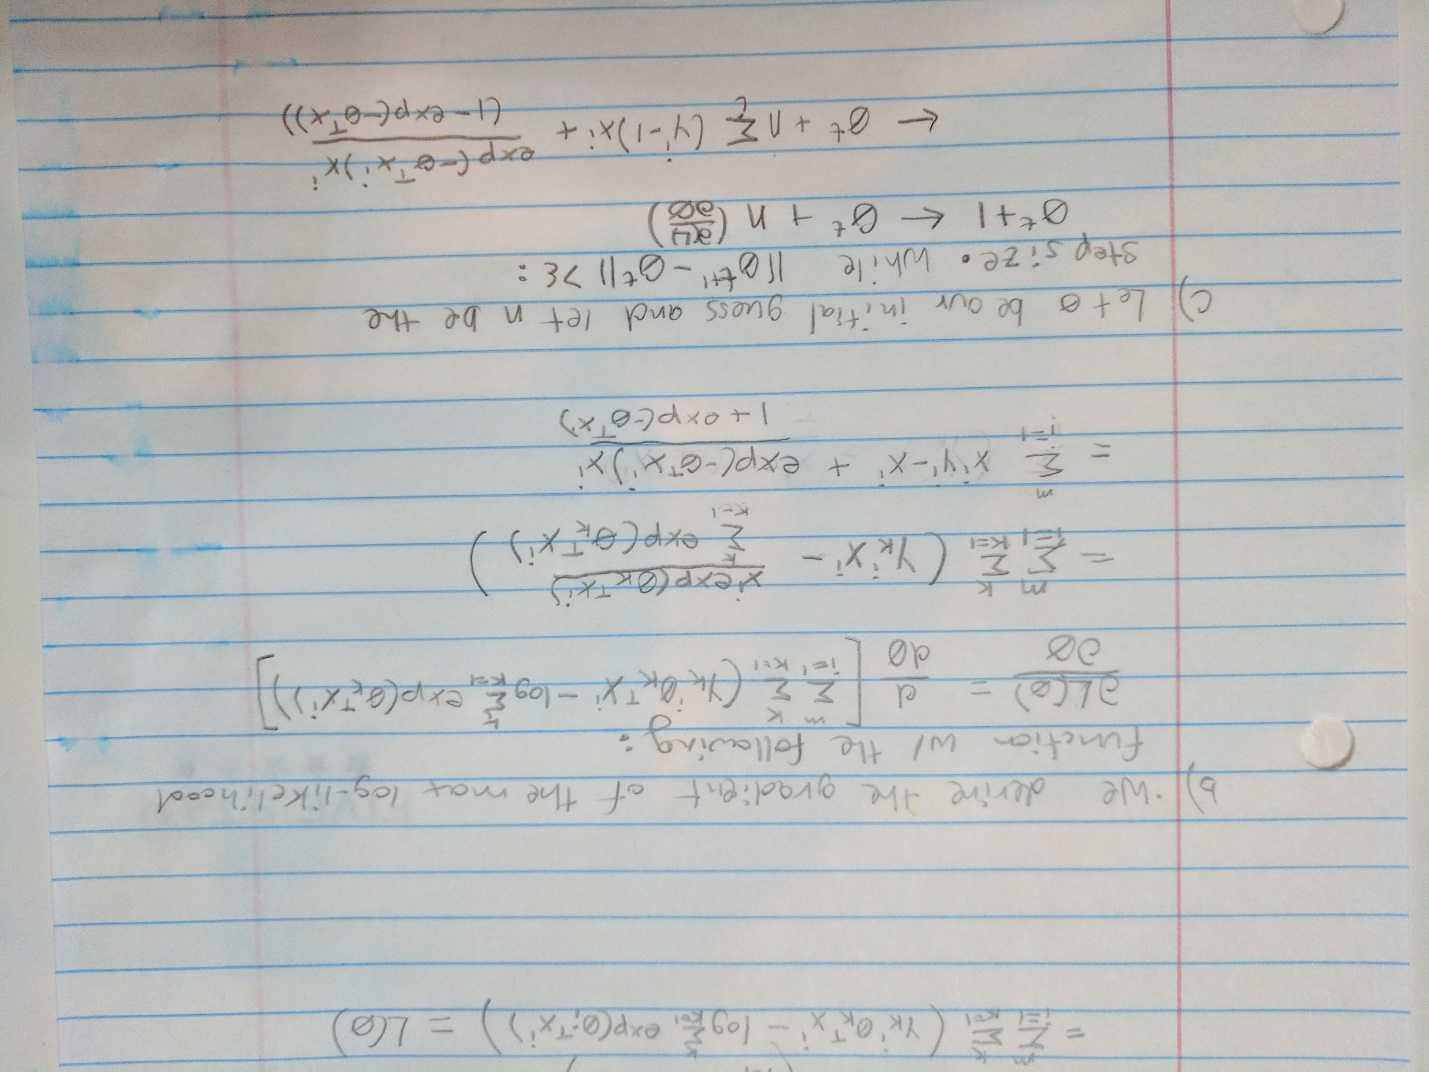 = Σ_{i=1}^{m} Σ_{k=1}^{k} (y_k^i θ_k^T x^i - log Σ_{k=1}^{k} exp(θ_i^T x^i)) = L(θ)
b) We derive the gradient of the max log-likelihood
function w/ the following:
∂L(θ)/∂θ = d/dθ [Σ_{i=1}^{m} Σ_{k=1}^{k} (y_k^i θ_k^T x^i - log Σ_{k=1}^{k} exp(θ_k^T x^i))]
= Σ_{i=1}^{m} Σ_{k=1}^{k} (y_k^i x^i - x^i exp(θ_k^T x^i) / Σ_{k=1}^{k} exp(θ_k^T x^i))
= Σ_{i=1}^{m} x^i y^i - x^i + exp(-θ^T x^i) x^i / 1 + exp(-θ^T x^i)
c) Let θ be our initial guess and let n be the
step size. While ||θ^{t+1} - θ^t|| > ε :
θ^{t+1} ← θ^t + n (∂L/∂θ)
← θ^t + n Σ_i (y^i - 1) x^i + exp(-θ^T x^i) x^i / (1 - exp(-θ^T x))